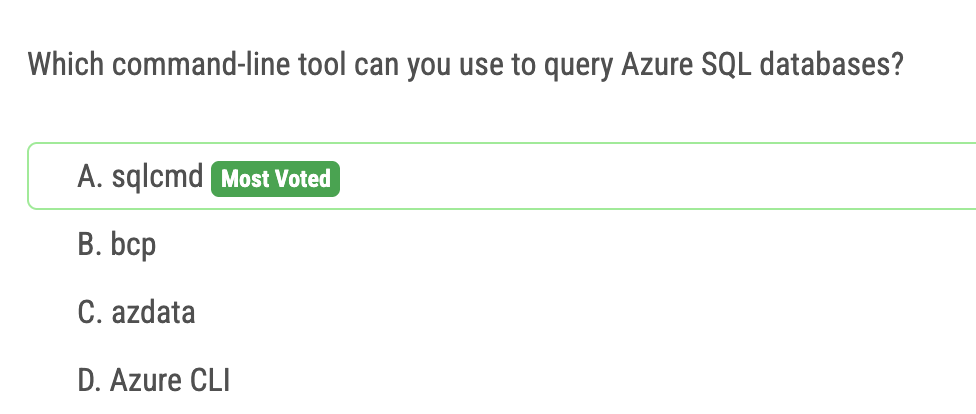 Which command-line tool can you use to query Azure SQL databases?
A. sqlcmd Most Voted
B. bcp
C. azdata
D. Azure CLI